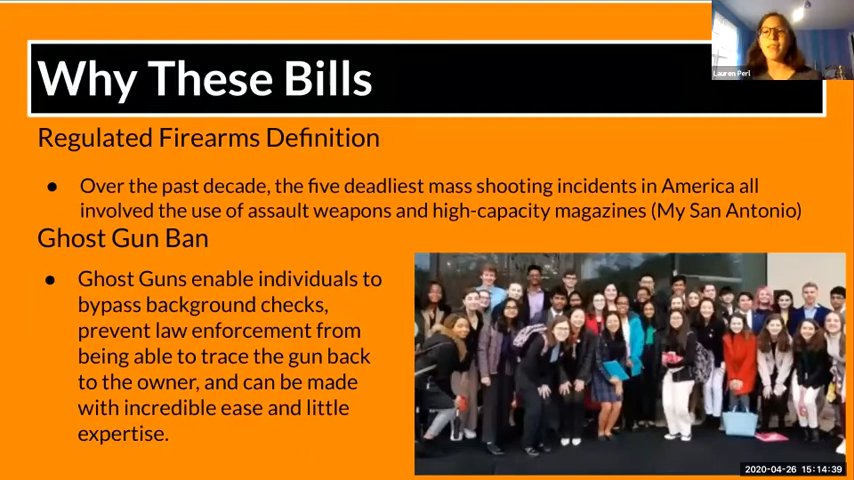 Why These Bills
Lauren Perl
Regulated Firearms Definition
● Over the past decade, the five deadliest mass shooting incidents in America all
involved the use of assault weapons and high-capacity magazines (My San Antonio)
Ghost Gun Ban
● Ghost Guns enable individuals to
bypass background checks,
prevent law enforcement from
being able to trace the gun back
to the owner, and can be made
with incredible ease and little
expertise.
2020-04-26 15:14:39